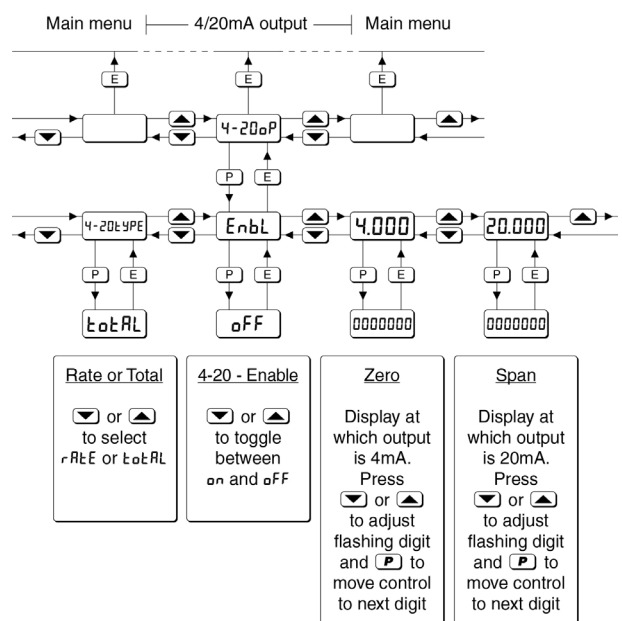 Main menu 4/20mA output Main menu
E E E
4-20oP
P E
4-20tYPE EnbL 4.000 20.000
P E P E P E P E
totAL oFF 0000000 0000000
Rate or Total
or
to select
rAtE or totAL
4-20 - Enable
or
to toggle
between
on and oFF
Zero
Display at
which output
is 4mA.
Press
or
to adjust
flashing digit
and P to
move control
to next digit
Span
Display at
which output
is 20mA.
Press
or
to adjust
flashing digit
and P to
move control
to next digit